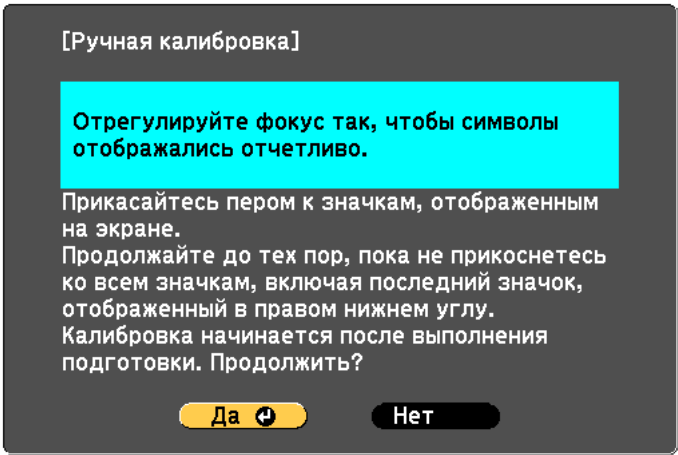 [Ручная калибровка]
Отрегулируйте фокус так, чтобы символы
отображались отчетливо.
Прикасайтесь пером к значкам, отображенным
на экране.
Продолжайте до тех пор, пока не прикоснетесь
ко всем значкам, включая последний значок,
отображенный в правом нижнем углу.
Калибровка начинается после выполнения
подготовки. Продолжить?
Да Нет